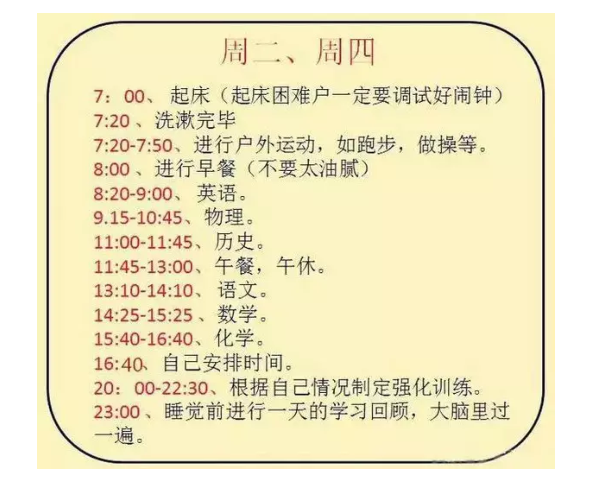 周二、周四
7：00、 起床（起床困难户一定要调试好闹钟）
7:20 、洗漱完毕
7:20-7:50、进行户外运动，如跑步，做操等。
8:00 、进行早餐（不要太油腻）
8:20-9:00、 英语。
9.15-10:45、物理。
11:00-11:45、历史。
11:45-13:00、午餐，午休。
13:10-14:10、 语文。
14:25-15:25 、数学。
15:40-16:40、化学。
16:40、自己安排时间。
20：00-22:30、根据自己情况制定强化训练。
23:00 、睡觉前进行一天的学习回顾，大脑里过
一遍。